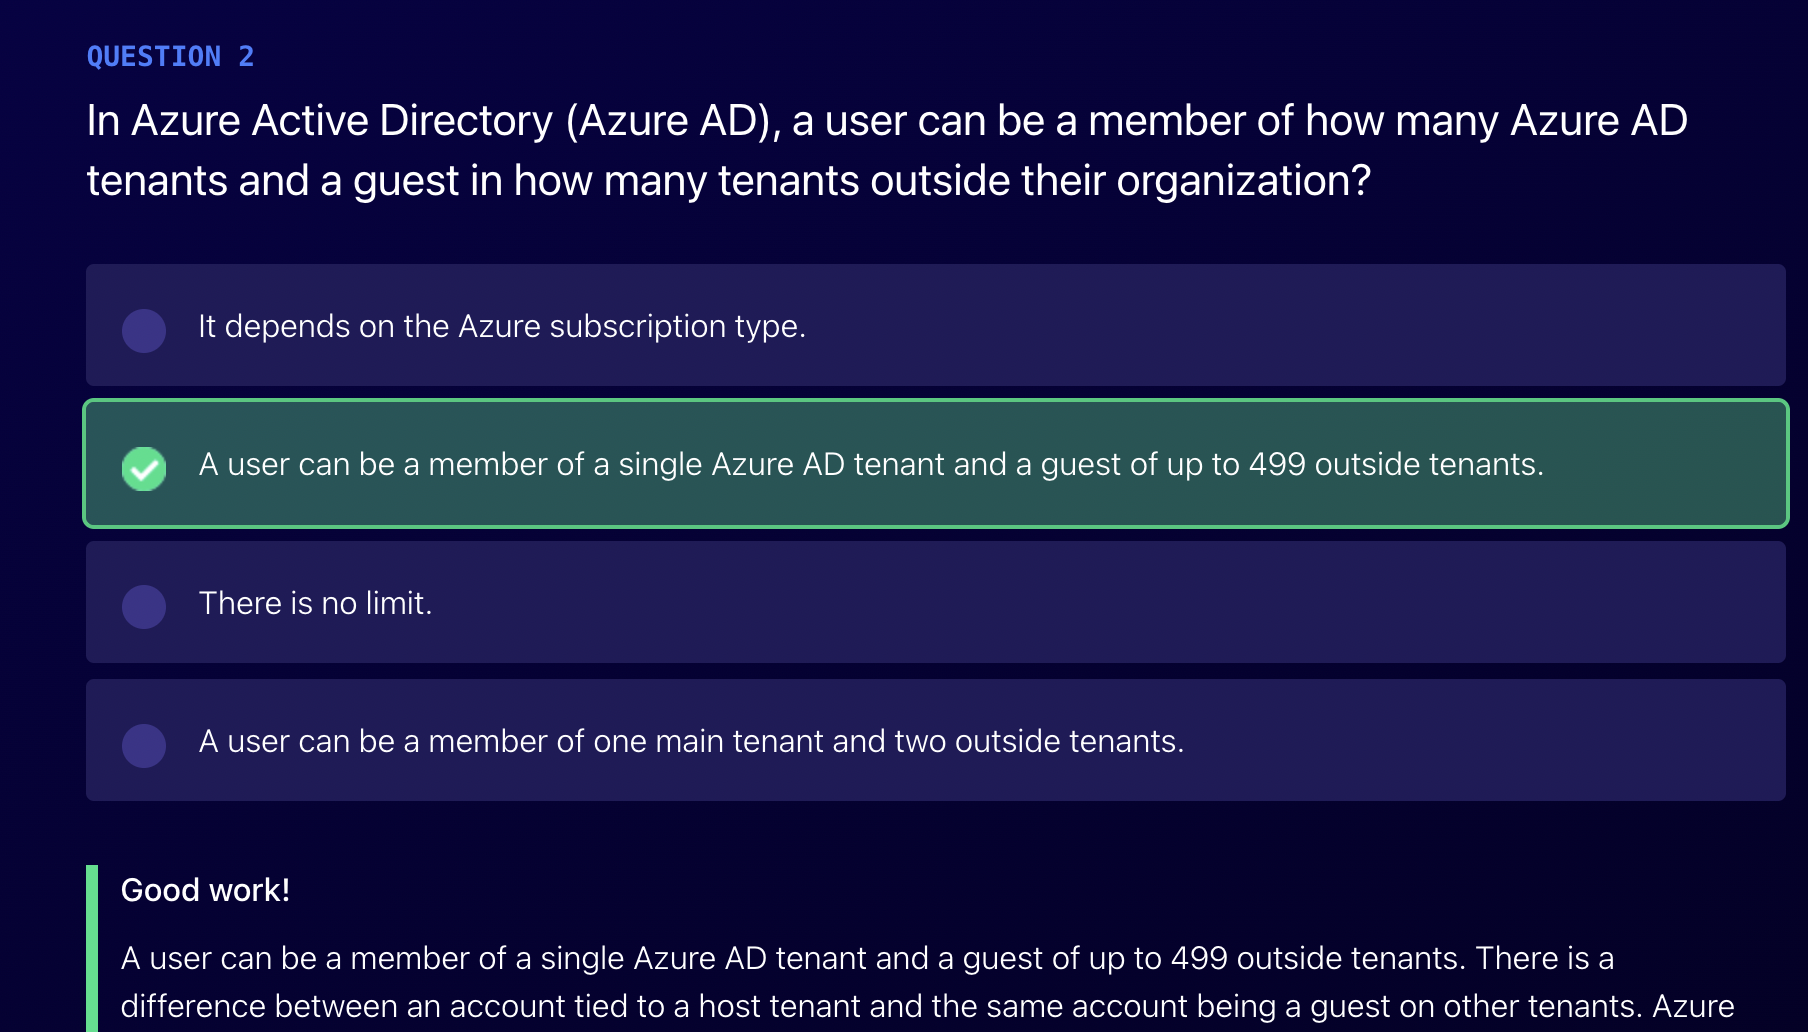 QUESTION 2
In Azure Active Directory (Azure AD), a user can be a member of how many Azure AD
tenants and a guest in how many tenants outside their organization?
It depends on the Azure subscription type.
A user can be a member of a single Azure AD tenant and a guest of up to 499 outside tenants.
There is no limit.
A user can be a member of one main tenant and two outside tenants.
Good work!
A user can be a member of a single Azure AD tenant and a guest of up to 499 outside tenants. There is a
difference between an account tied to a host tenant and the same account being a guest on other tenants. Azure